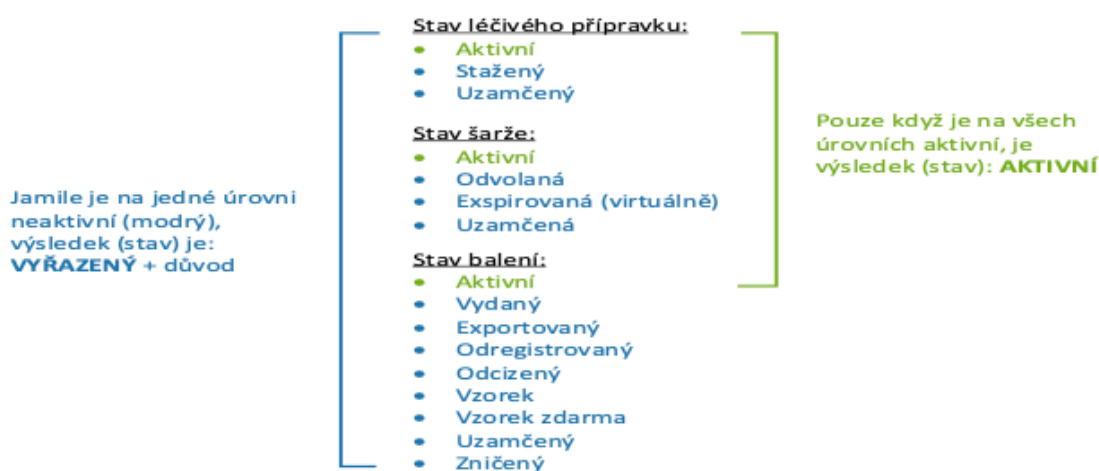 Stav léčivého přípravku:
• Aktivní
• Stažený
• Uzamčený
Stav šarže:
• Aktivní
• Odvolaná
• Exspirovaná (virtuálně)
• Uzamčená
Stav balení:
• Aktivní
• Vydaný
• Exportovaný
• Odregistrovaný
• Odcizený
• Vzorek
• Vzorek zdarma
• Uzamčený
• Zničený
Jamile je na jedné úrovni
neaktivní (modrý),
výsledek (stav) je:
VYŘAZENÝ + důvod
Pouze když je na všech
úrovních aktivní, je
výsledek (stav): AKTIVNÍ